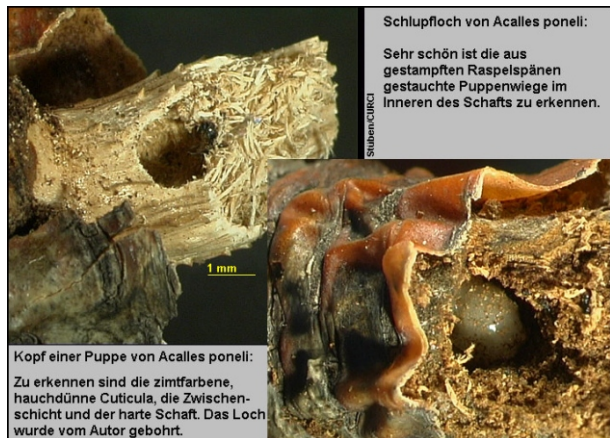 Schlupfloch von Acalles poneli:
Sehr schön ist die aus
gestampften Raspelspänen
gestauchte Puppenwiege im
Inneren des Schafts zu erkennen.
Stüben/CURCI
1 mm
Kopf einer Puppe von Acalles poneli:
Zu erkennen sind die zimtfarbene,
hauchdünne Cuticula, die Zwischen-
schicht und der harte Schaft. Das Loch
wurde vom Autor gebohrt.